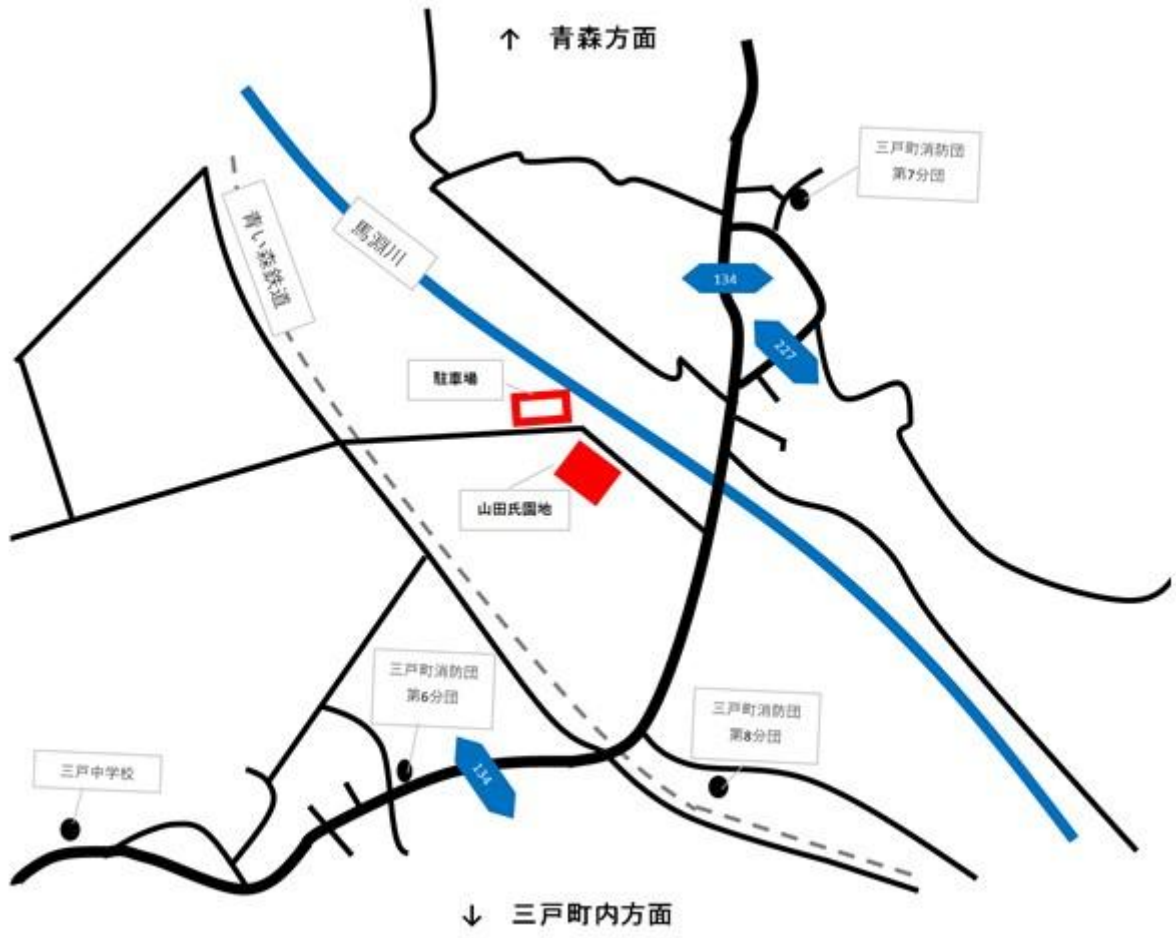 ↑ 青森方面
三戸町消防団
第7分団
青い森鉄道
馬淵川
134
227
駐車場
山田氏園地
三戸町消防団
第6分団
三戸町消防団
第8分団
三戸中学校
134
↓ 三戸町内方面